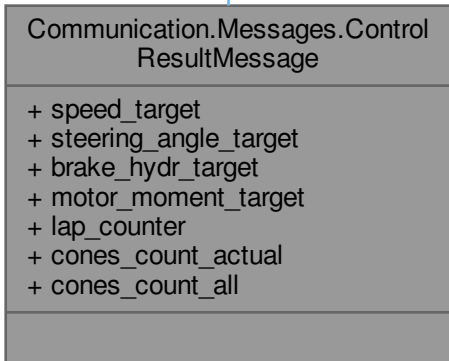 Communication.Messages.Control
ResultMessage
+ speed_target
+ steering_angle_target
+ brake_hydr_target
+ motor_moment_target
+ lap_counter
+ cones_count_actual
+ cones_count_all